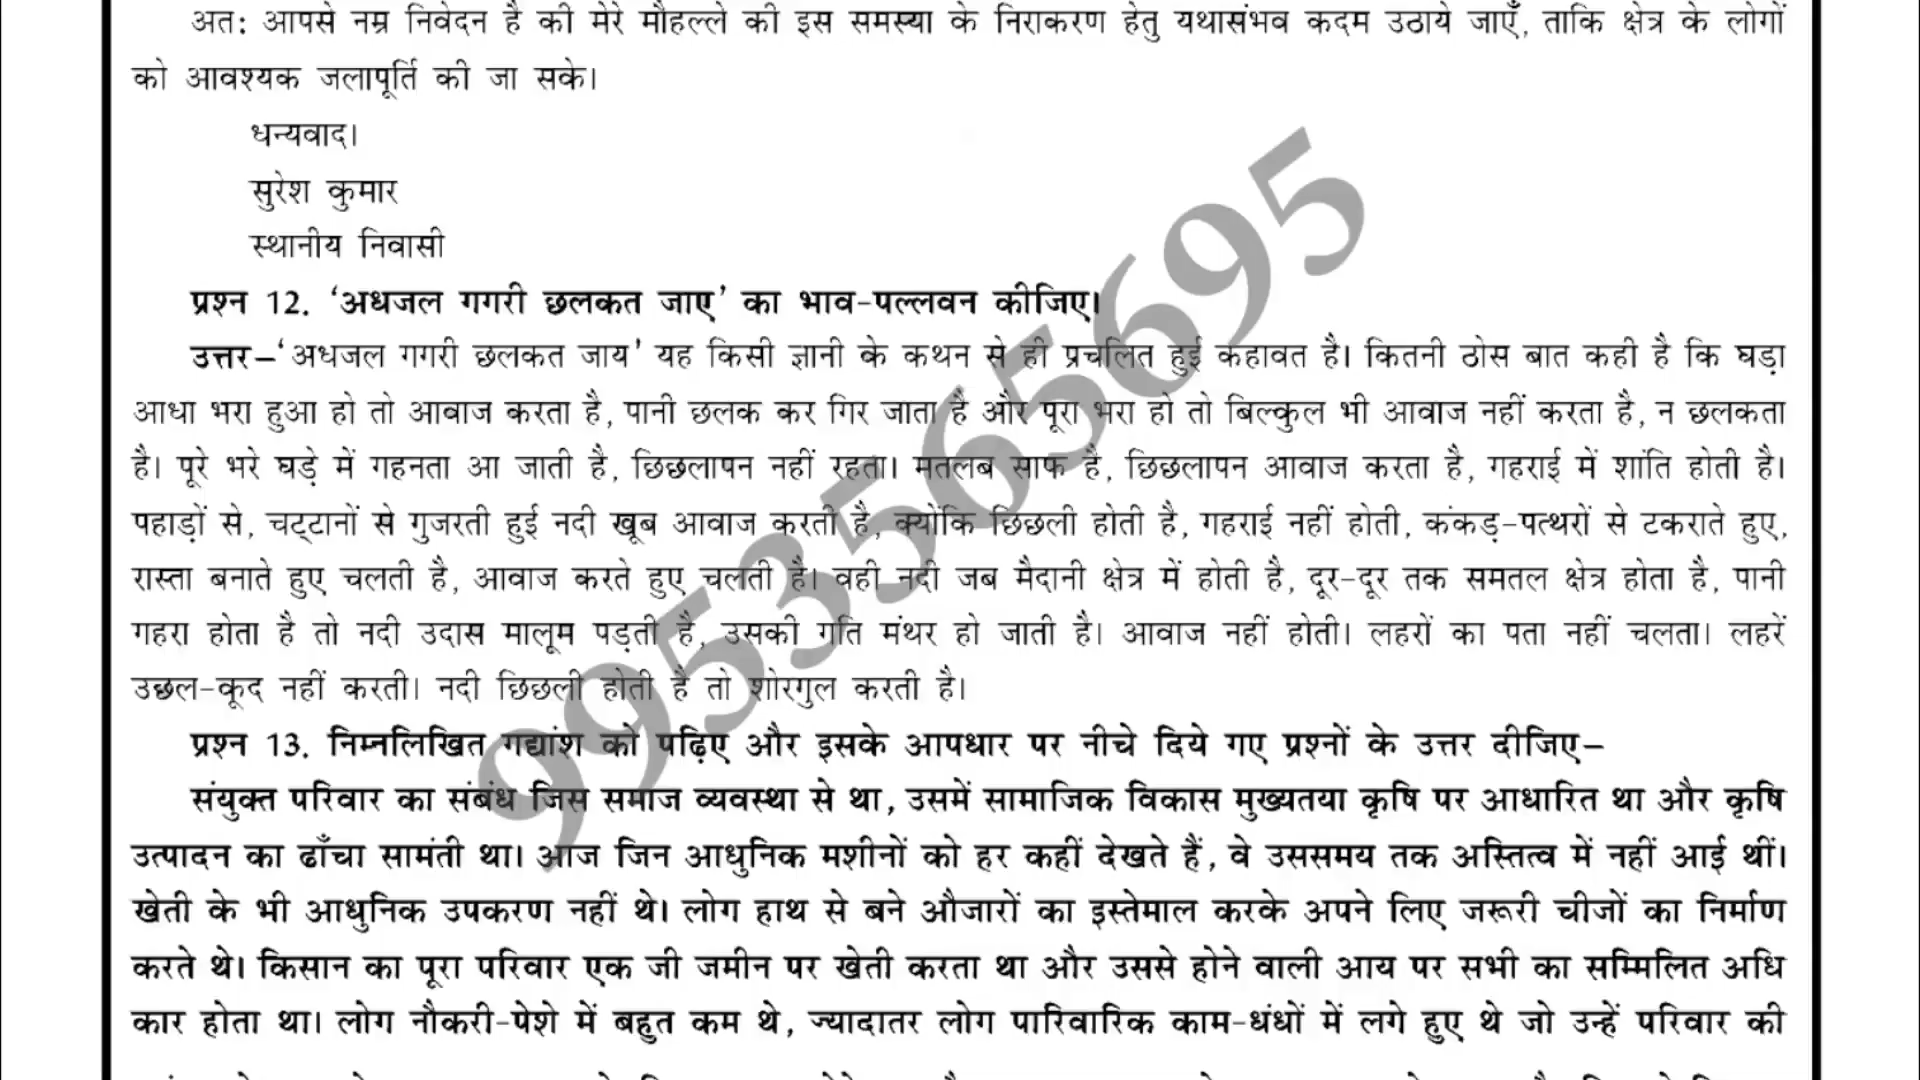 अत: आपसे नम्र निवेदन है की मेरे मौहल्ले की इस समस्या के निराकरण हेतु यथासंभव कदम उठाये जाएँ, ताकि क्षेत्र के लोगों
को आवश्यक जलापूर्ति की जा सके।
धन्यवाद।
सुरेश कुमार
स्थानीय निवासी
प्रश्न 12. ‘अधजल गगरी छलकत जाए’ का भाव-पल्लवन कीजिए।
उत्तर–‘अधजल गगरी छलकत जाय’ यह किसी ज्ञानी के कथन से ही प्रचलित हुई कहावत है। कितनी ठोस बात कही है कि घड़ा
आधा भरा हुआ हो तो आवाज करता है, पानी छलक कर गिर जाता है और पूरा भरा हो तो बिल्कुल भी आवाज नहीं करता है, न छलकता
है। पूरे भरे घड़े में गहनता आ जाती है, छिछलापन नहीं रहता। मतलब साफ है, छिछलापन आवाज करता है, गहराई में शांति होती है।
पहाड़ों से, चट्टानों से गुजरती हुई नदी खूब आवाज करती है, क्योंकि छिछली होती है, गहराई नहीं होती, कंकड़-पत्थरों से टकराते हुए,
रास्ता बनाते हुए चलती है, आवाज करते हुए चलती है। वही नदी जब मैदानी क्षेत्र में होती है, दूर-दूर तक समतल क्षेत्र होता है, पानी
गहरा होता है तो नदी उदास मालूम पड़ती है, उसकी गति मंथर हो जाती है। आवाज नहीं होती। लहरों का पता नहीं चलता। लहरें
उछल-कूद नहीं करती। नदी छिछली होती है तो शोरगुल करती है।
प्रश्न 13. निम्नलिखित गद्यांश को पढ़िए और इसके आपधार पर नीचे दिये गए प्रश्नों के उत्तर दीजिए–
संयुक्त परिवार का संबंध जिस समाज व्यवस्था से था, उसमें सामाजिक विकास मुख्यतया कृषि पर आधारित था और कृषि
उत्पादन का ढाँचा सामंती था। आज जिन आधुनिक मशीनों को हर कहीं देखते हैं, वे उससमय तक अस्तित्व में नहीं आई थीं।
खेती के भी आधुनिक उपकरण नहीं थे। लोग हाथ से बने औजारों का इस्तेमाल करके अपने लिए जरूरी चीजों का निर्माण
करते थे। किसान का पूरा परिवार एक जी जमीन पर खेती करता था और उससे होने वाली आय पर सभी का सम्मिलित अधि
कार होता था। लोग नौकरी-पेशे में बहुत कम थे, ज्यादातर लोग पारिवारिक काम-धंधों में लगे हुए थे जो उन्हें परिवार की
9953565695